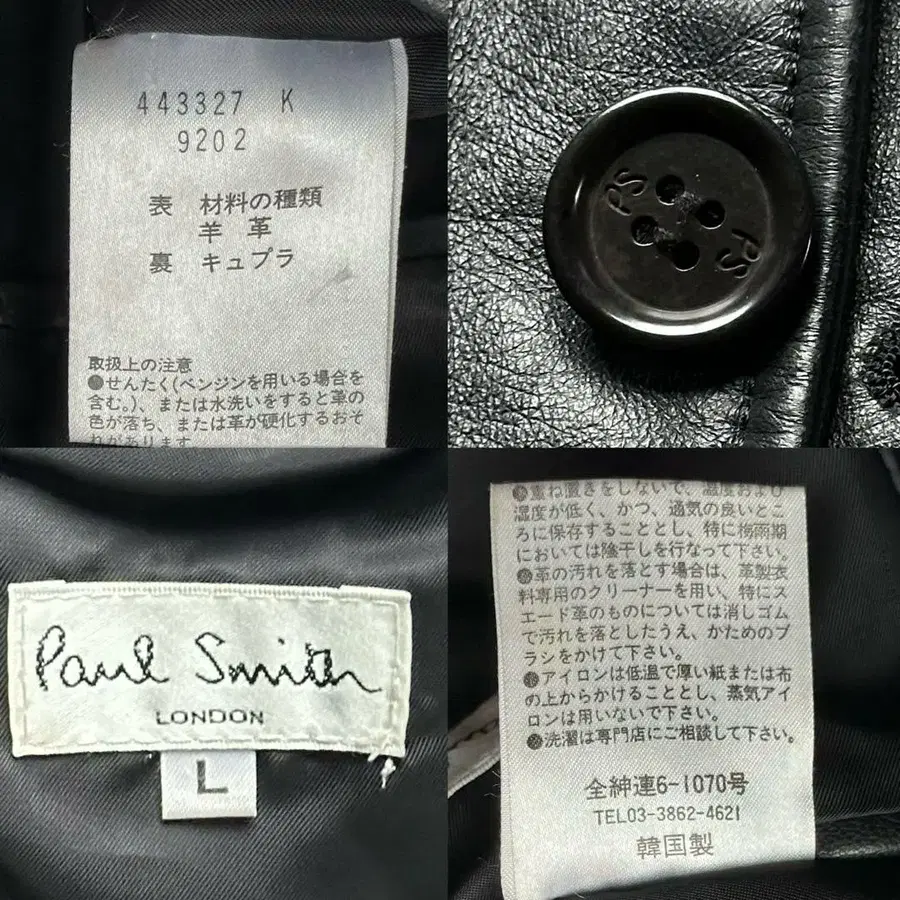 443327 K
9202
表 材料の種類
羊 革
裏 キュプラ
取扱上の注意
●せんたく(ベンジンを用いる場合を
含む。)、または水洗いをすると革の
色が落ち、または革が硬化するおそ
れがあります
PS
PS
Paul Smith
LONDON
L
●重ね置きをしないで、温度および
湿度が低く、かつ、通気の良いとこ
ろに保存することとし、特に梅雨期
においては陰干しを行なって下さい。
●革の汚れを落とす場合は、革製衣
料専用のクリーナーを用い、特にス
エード革のものについては消しゴム
で汚れを落としたうえ、かためのブ
ラシをかけて下さい。
●アイロンは低温で厚い紙または布
の上からかけることとし、蒸気アイ
ロンは用いないで下さい。
●洗濯は専門店にご相談して下さい。
全紳連6-1070号
TEL03-3862-4621
韓国製